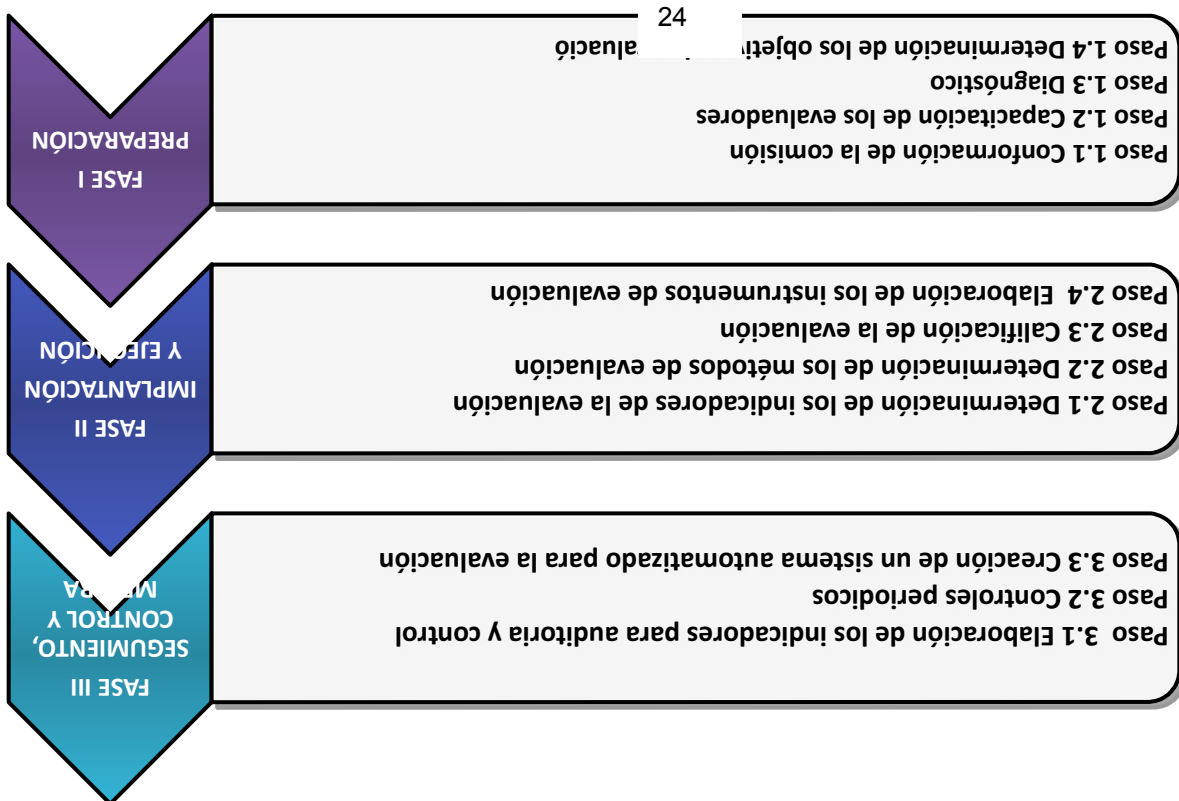 24
FASE I
PREPARACIÓN
Paso 1.1 Conformación de la comisión
Paso 1.2 Capacitación de los evaluadores
Paso 1.3 Diagnóstico
Paso 1.4 Determinación de los
FASE II
IMPLANTACIÓN
Y
Paso 2.1 Determinación de los indicadores de la evaluación
Paso 2.2 Determinación de los métodos de evaluación
Paso 2.3 Calificación de la evaluación
Paso 2.4 Elaboración de los instrumentos de evaluación
FASE III
SEGUMIENTO,
CONTROL Y
Paso 3.1 Elaboración de los indicadores para auditoria y control
Paso 3.2 Controles periodicos
Paso 3.3 Creación de un sistema automatizado para la evaluación